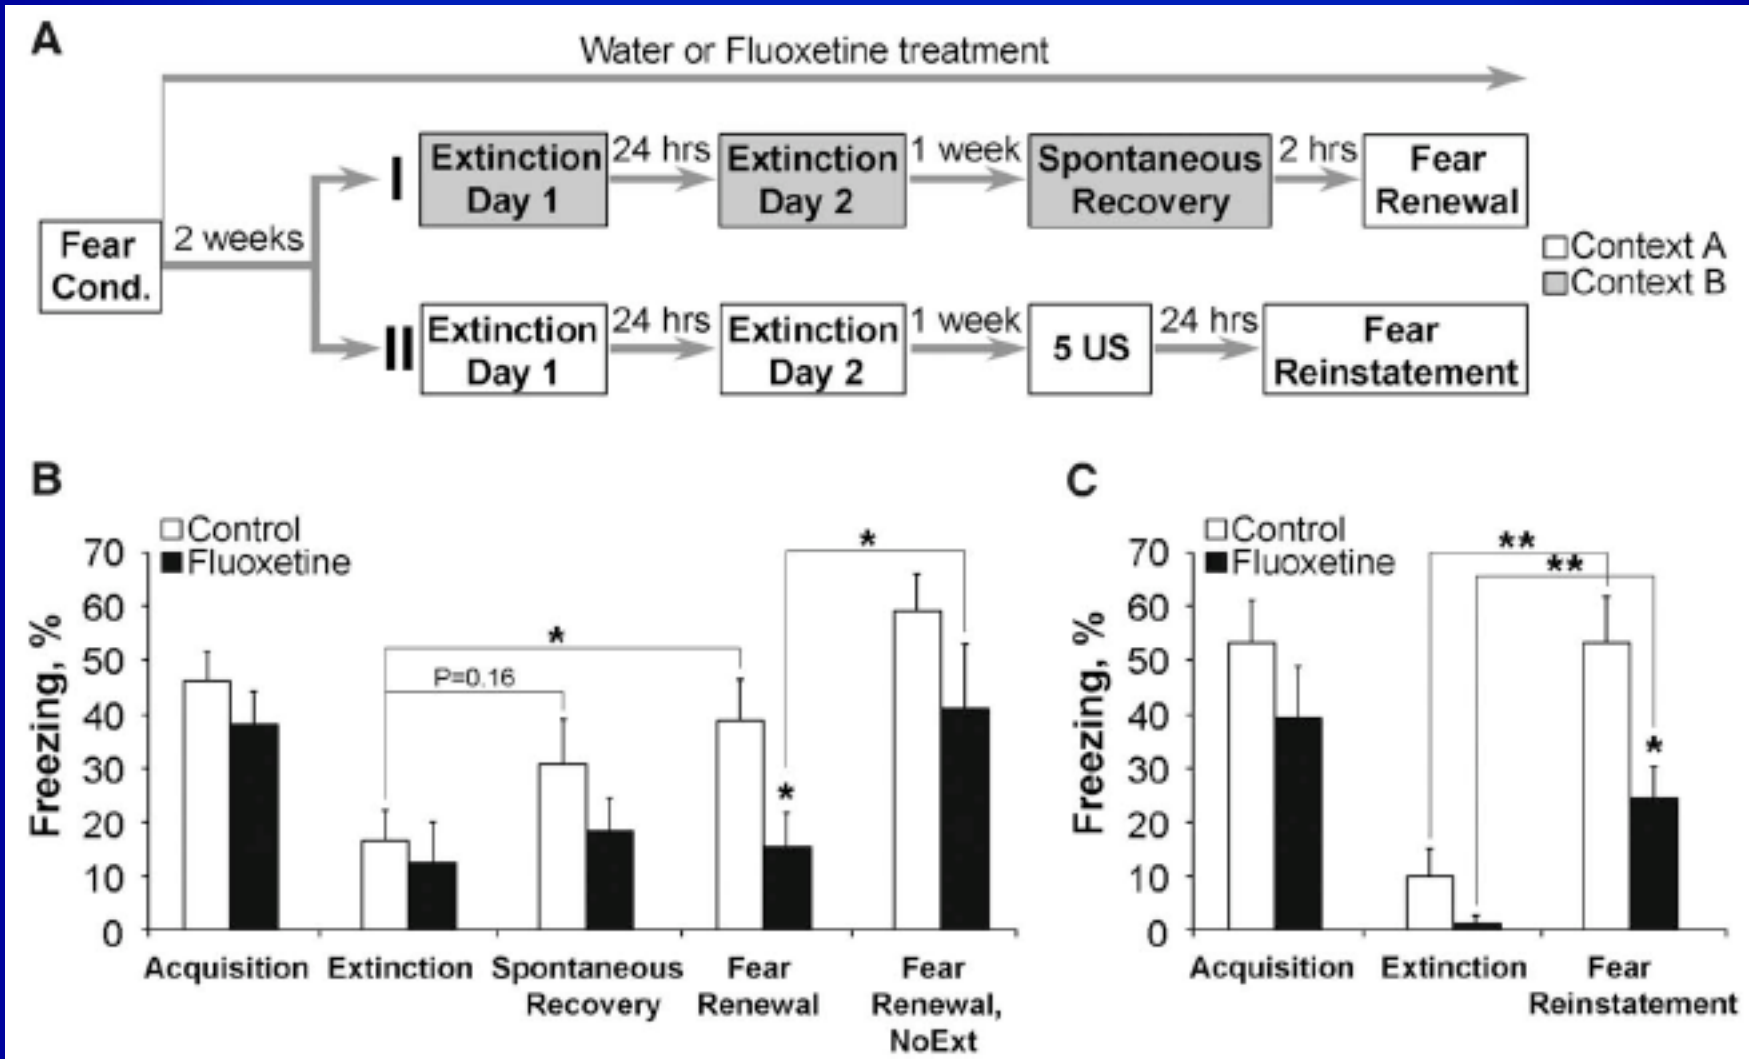 A
Water or Fluoxetine treatment
Fear
Cond.
2 weeks
I
Extinction
Day 1
24 hrs
Extinction
Day 2
1 week
Spontaneous
Recovery
2 hrs
Fear
Renewal
II
Extinction
Day 1
24 hrs
Extinction
Day 2
1 week
5 US
24 hrs
Fear
Reinstatement
Context A
Context B
B
Control
Fluoxetine
Freezing, %
70
60
50
40
30
20
10
0
*
P=0.16
*
*
Acquisition
Extinction
Spontaneous
Recovery
Fear
Renewal
Fear
Renewal,
NoExt
C
Control
Fluoxetine
Freezing, %
70
60
50
40
30
20
10
0
**
**
*
Acquisition
Extinction
Fear
Reinstatement